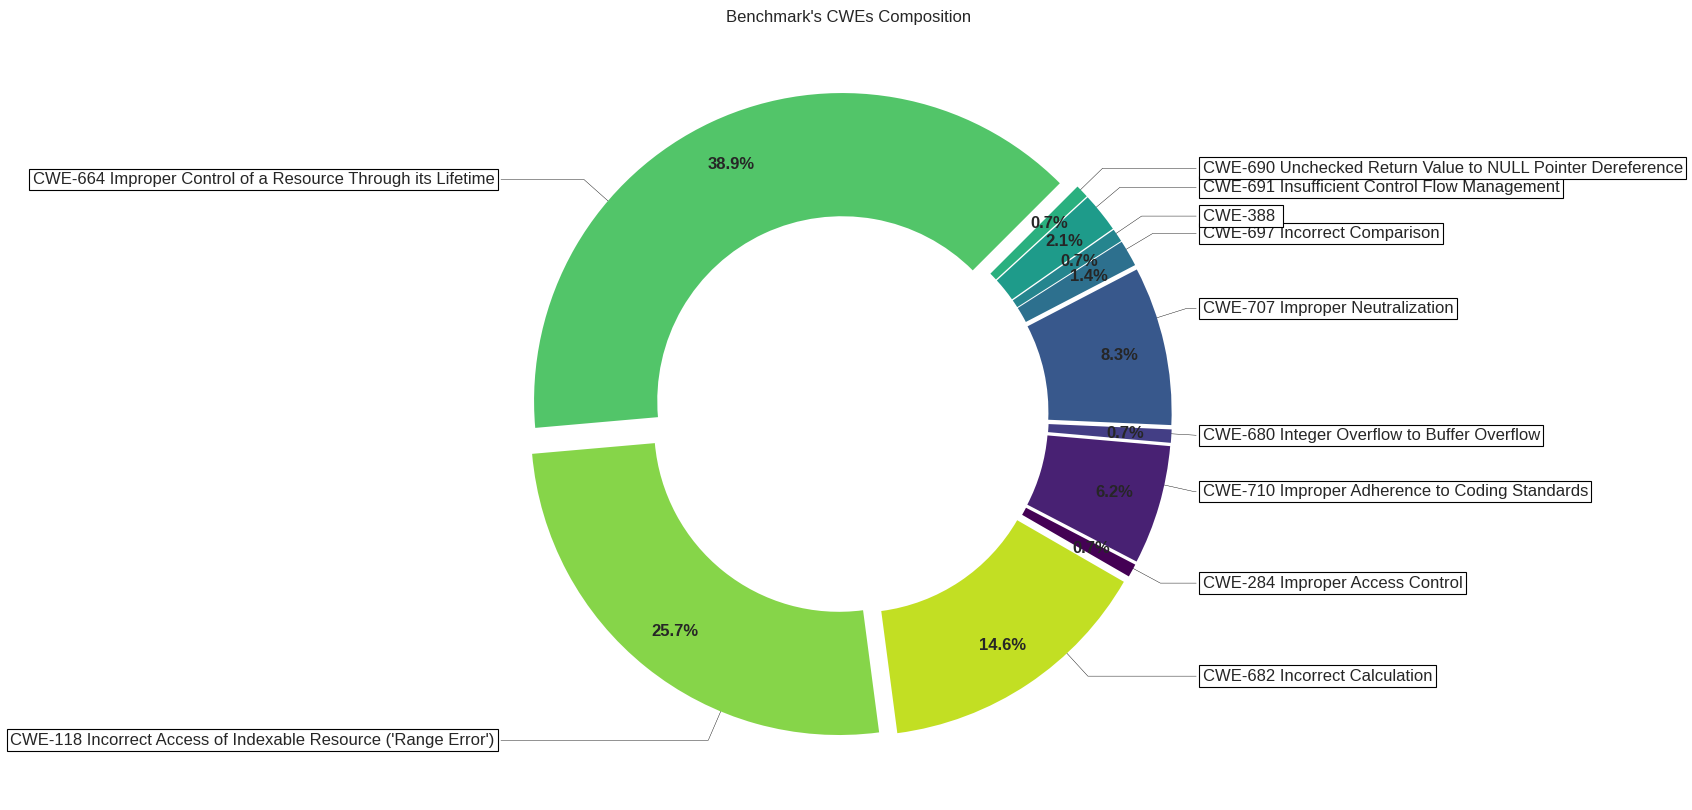 Benchmark's CWEs Composition
38.9%
CWE-664 Improper Control of a Resource Through its Lifetime
CWE-690 Unchecked Return Value to NULL Pointer Dereference
0.7%
CWE-691 Insufficient Control Flow Management
2.1%
CWE-388
0.7%
CWE-697 Incorrect Comparison
1.4%
CWE-707 Improper Neutralization
8.3%
CWE-680 Integer Overflow to Buffer Overflow
0.7%
CWE-710 Improper Adherence to Coding Standards
6.2%
CWE-284 Improper Access Control
0.7%
CWE-682 Incorrect Calculation
14.6%
25.7%
CWE-118 Incorrect Access of Indexable Resource ('Range Error')